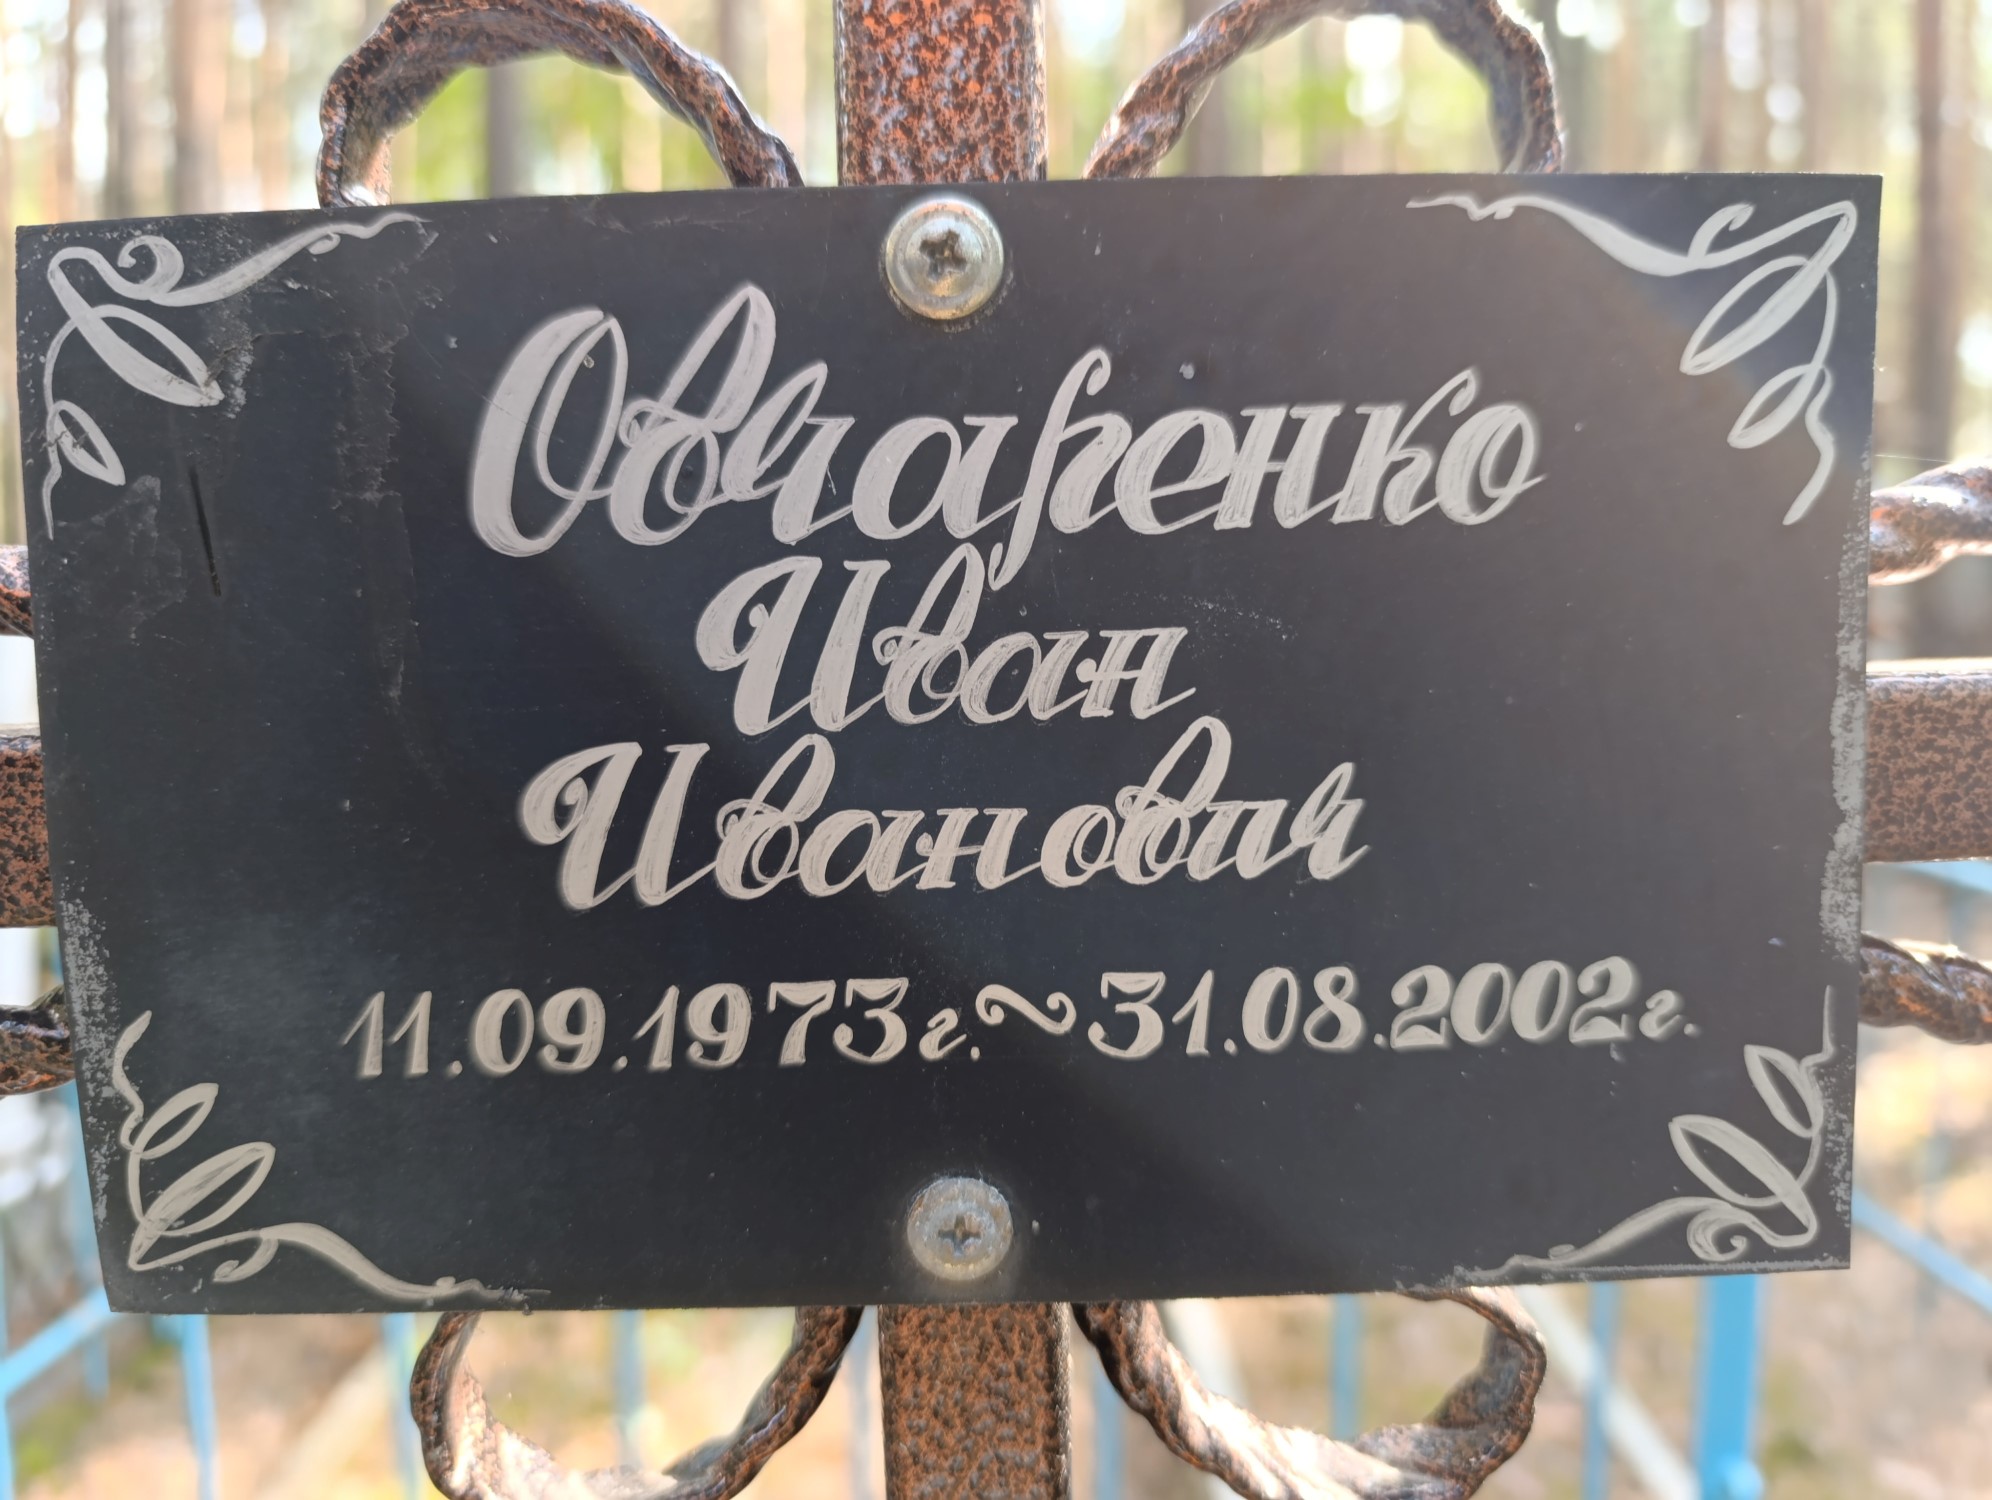 Овчаренко
Иван
Иванович
11.09.1973г.~31.08.2002г.